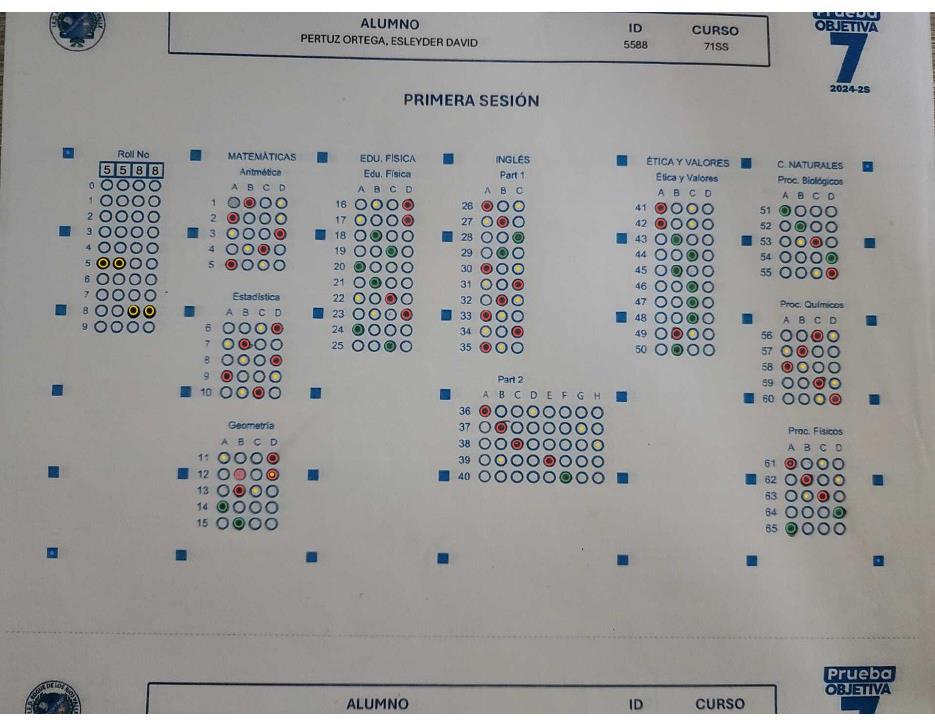 ALUMNO ID CURSO
PERTUZ ORTEGA, ESLEYDER DAVID 5588 71SS
Prueba
OBJETIVA
7
2024-2S
PRIMERA SESIÓN
Roll No
5 5 8 8
0
1
2
3
4
5
6
7
8
9
MATEMÁTICAS
Aritmética
A B C D
1
2
3
4
5
Estadística
A B C D
6
7
8
9
10
Geometría
A B C D
11
12
13
14
15
EDU. FÍSICA
Edu. Física
A B C D
16
17
18
19
20
21
22
23
24
25
INGLÉS
Part 1
A B C
26
27
28
29
30
31
32
33
34
35
Part 2
A B C D E F G H
36
37
38
39
40
ÉTICA Y VALORES
Ética y Valores
A B C D
41
42
43
44
45
46
47
48
49
50
C. NATURALES
Proc. Biológicos
A B C D
51
52
53
54
55
Proc. Químicos
A B C D
56
57
58
59
60
Proc. Físicos
A B C D
61
62
63
64
65
Prueba
OBJETIVA
ALUMNO ID CURSO